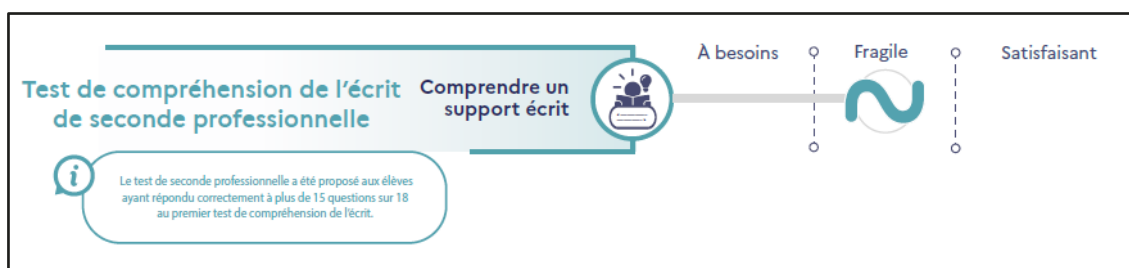 Test de compréhension de l'écrit
de seconde professionnelle
Comprendre un
support écrit
À besoins
Fragile
Satisfaisant
i
Le test de seconde professionnelle a été proposé aux élèves
ayant répondu correctement à plus de 15 questions sur 18
au premier test de compréhension de l'écrit.